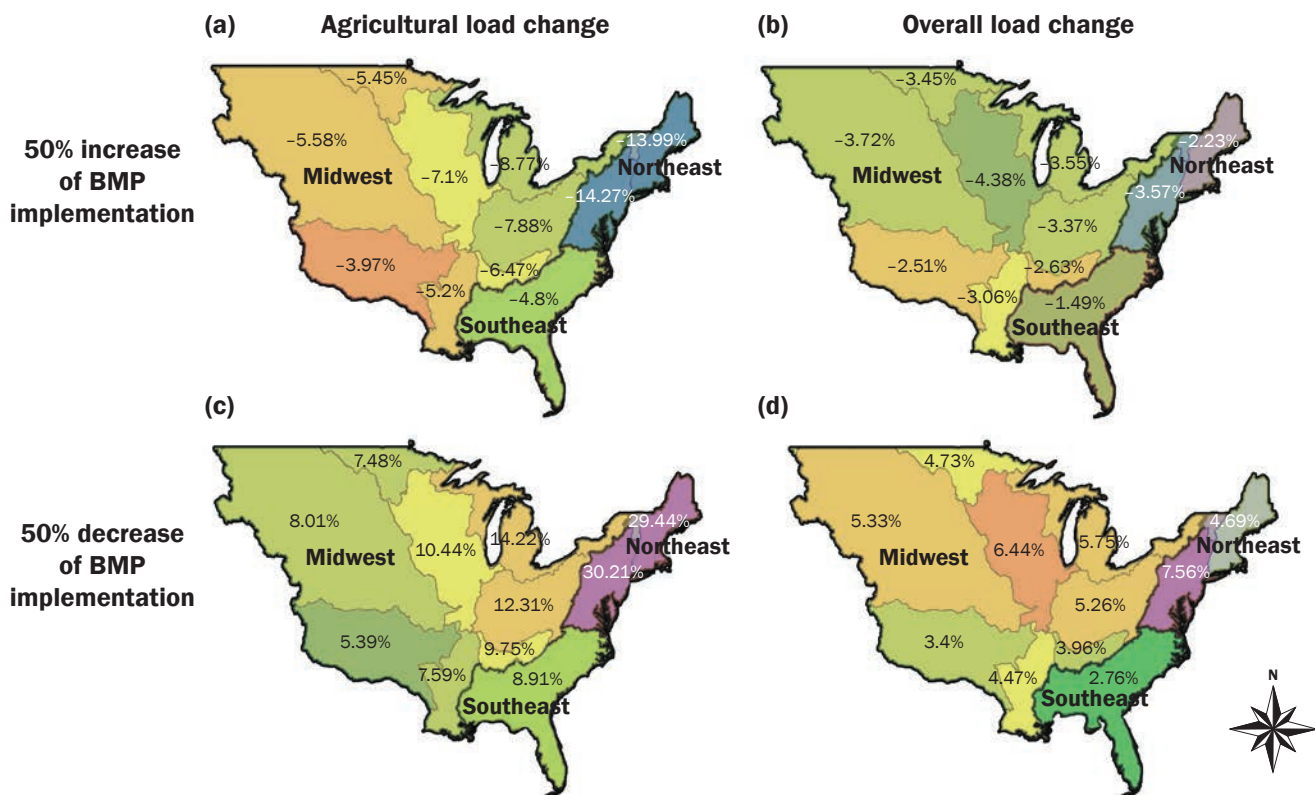 (a) Agricultural load change
(b) Overall load change
50% increase
of BMP
implementation
–5.45%
–5.58%
Midwest
–7.1%
–8.77%
–13.99%
Northeast
–14.27%
–7.88%
–3.97%
–6.47%
–5.2%
–4.8%
Southeast
–3.45%
–3.72%
Midwest
–4.38%
–3.55%
–2.23%
Northeast
–3.57%
–3.37%
–2.51%
–2.63%
–3.06%
–1.49%
Southeast
(c)
(d)
50% decrease
of BMP
implementation
7.48%
8.01%
Midwest
10.44%
14.22%
29.44%
Northeast
30.21%
12.31%
5.39%
9.75%
7.59%
8.91%
Southeast
4.73%
5.33%
Midwest
6.44%
5.75%
4.69%
Northeast
7.56%
5.26%
3.4%
3.96%
4.47%
2.76%
Southeast
N